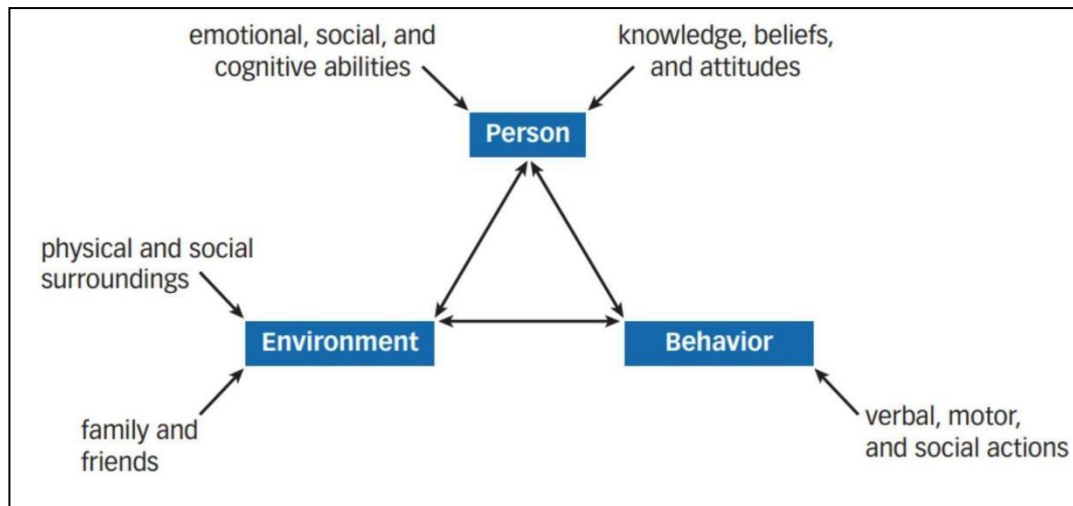 emotional, social, and
cognitive abilities
knowledge, beliefs,
and attitudes
Person
physical and social
surroundings
Environment
Behavior
family and
friends
verbal, motor,
and social actions